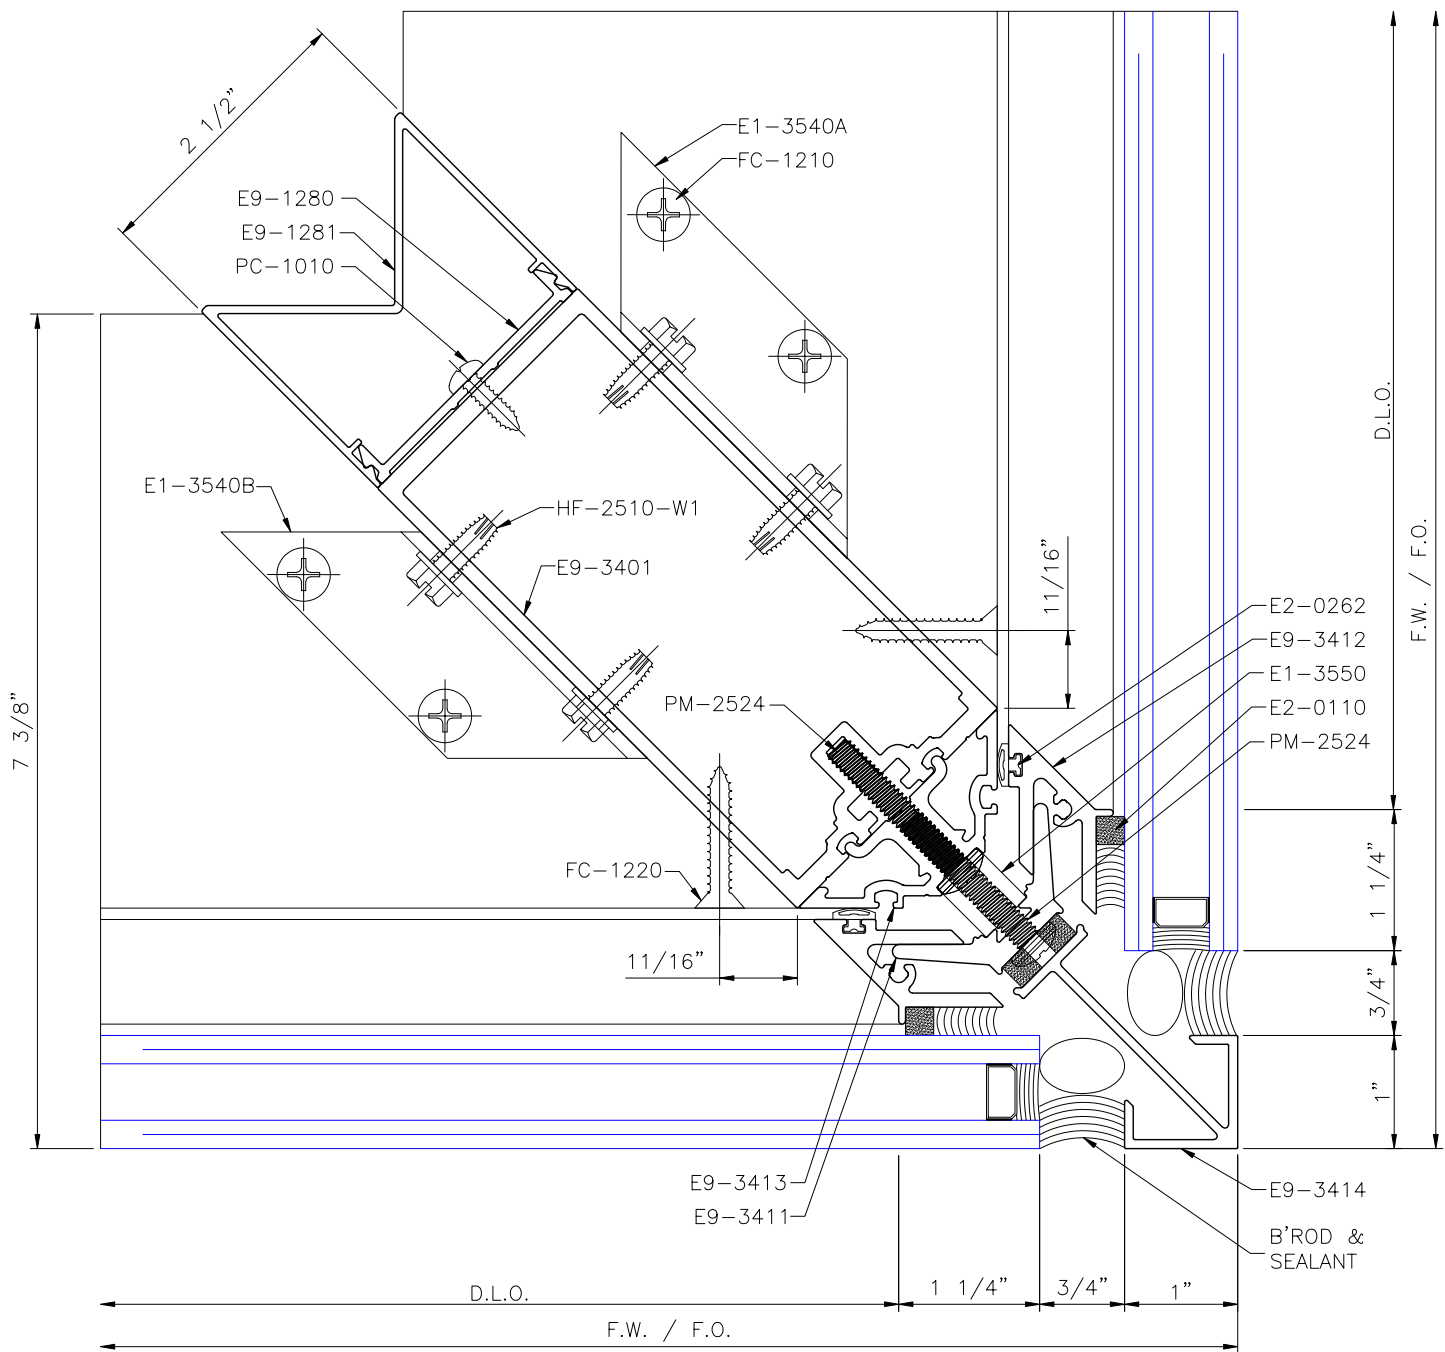 2 1/2"
E1-3540A
FC-1210
E9-1280
E9-1281
PC-1010
D.L.O.
F.W. / F.O.
E1-3540B
HF-2510-W1
E9-3401
11/16"
E2-0262
E9-3412
E1-3550
E2-0110
PM-2524
PM-2524
7 3/8"
FC-1220
11/16"
1 1/4"
3/4"
1"
E9-3413
E9-3411
E9-3414
B'ROD &
SEALANT
D.L.O.
1 1/4"
3/4"
1"
F.W. / F.O.